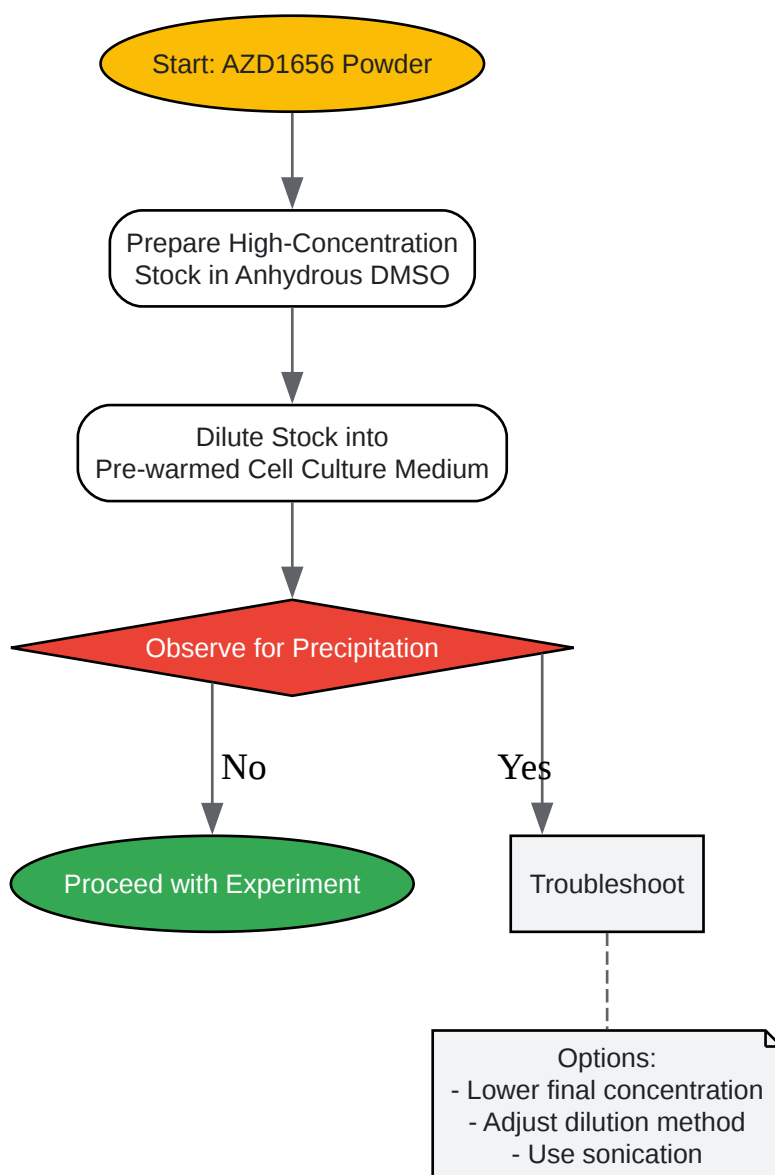 Start: AZD1656 Powder
Prepare High-Concentration
Stock in Anhydrous DMSO
Dilute Stock into
Pre-warmed Cell Culture Medium
Observe for Precipitation
No
Yes
Proceed with Experiment
Troubleshoot
Options:
- Lower final concentration
- Adjust dilution method
- Use sonication